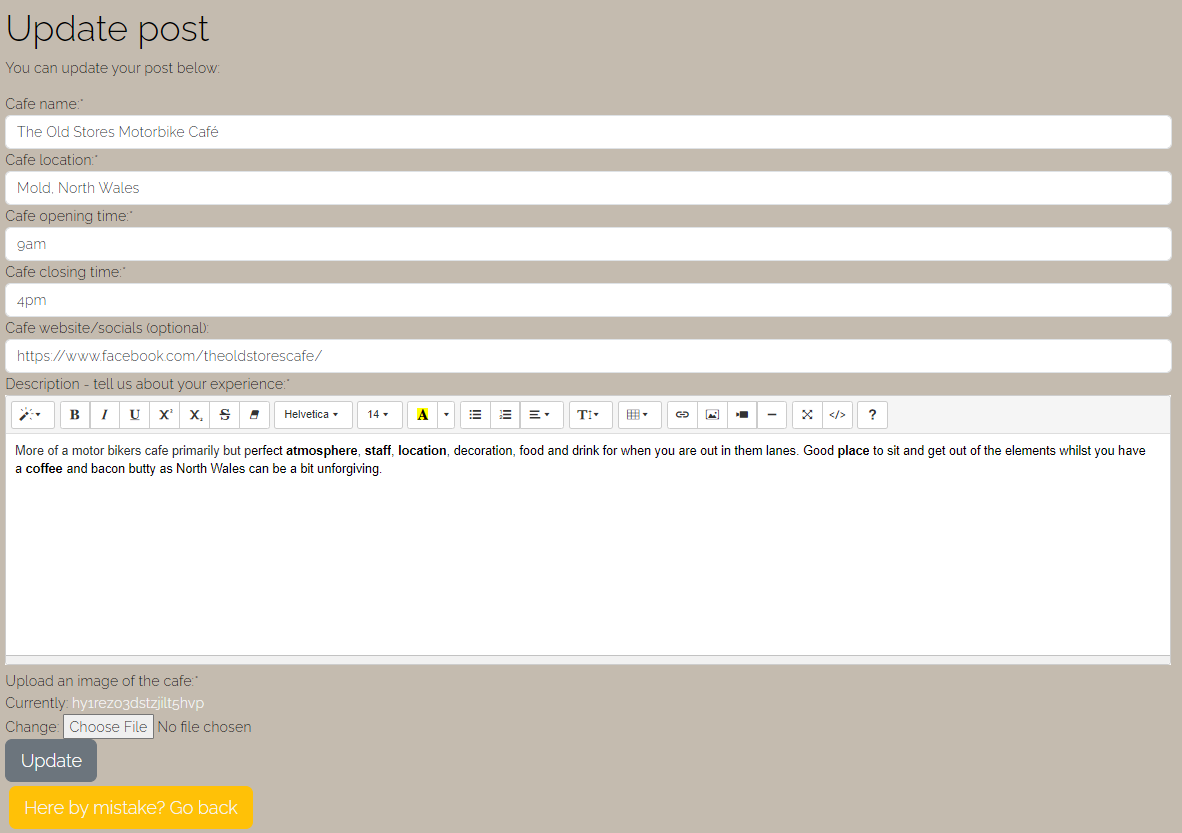 Update post
You can update your post below:
Cafe name:*
The Old Stores Motorbike Café
Cafe location:*
Mold, North Wales
Cafe opening time:*
9am
Cafe closing time:*
4pm
Cafe website/socials (optional):
https://www.facebook.com/theoldstorescafe/
Description - tell us about your experience:*
B I U X² X₂ S Helvetica 14 A T </> ?
More of a motor bikers cafe primarily but perfect atmosphere, staff, location, decoration, food and drink for when you are out in them lanes. Good place to sit and get out of the elements whilst you have
a coffee and bacon butty as North Wales can be a bit unforgiving.
Upload an image of the cafe:*
Currently: hy1rezo3dstzjilt5hvp
Change: Choose File No file chosen
Update
Here by mistake? Go back